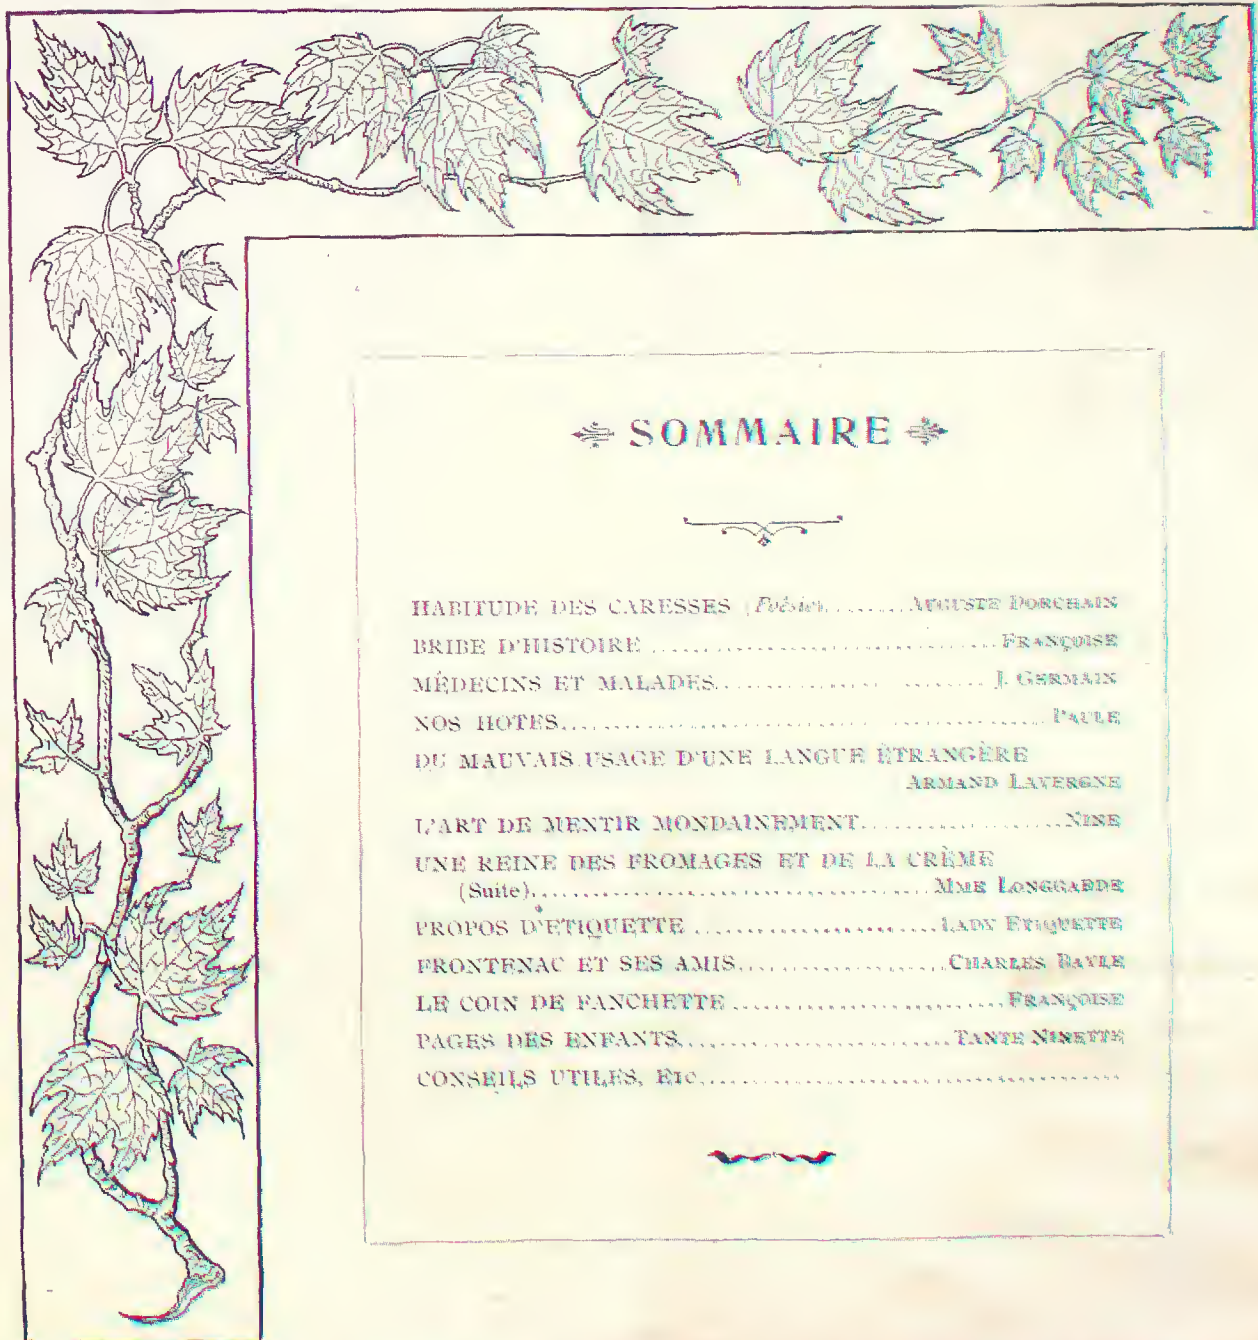 SOMMAIRE
HABITUDE DES CARESSES (Poésie)........AUGUSTE DORCHAIN
BRIBE D'HISTOIRE ..................................FRANÇOISE
MÉDECINS ET MALADES........................... J. GERMAIN
NOS HOTES.................................................PAULE
DU MAUVAIS USAGE D'UNE LANGUE ÉTRANGÈRE
ARMAND LAVERGNE
L'ART DE MENTIR MONDAINEMENT....................NINE
UNE REINE DES FROMAGES ET DE LA CRÈME
(Suite)........................................MME LONGGARDE
PROPOS D'ETIQUETTE ........................LADY ETIQUETTE
FRONTENAC ET SES AMIS.....................CHARLES BAYLE
LE COIN DE FANCHETTE ...........................FRANÇOISE
PAGES DES ENFANTS...........................TANTE NINETTE
CONSEILS UTILES, ETC..........................................